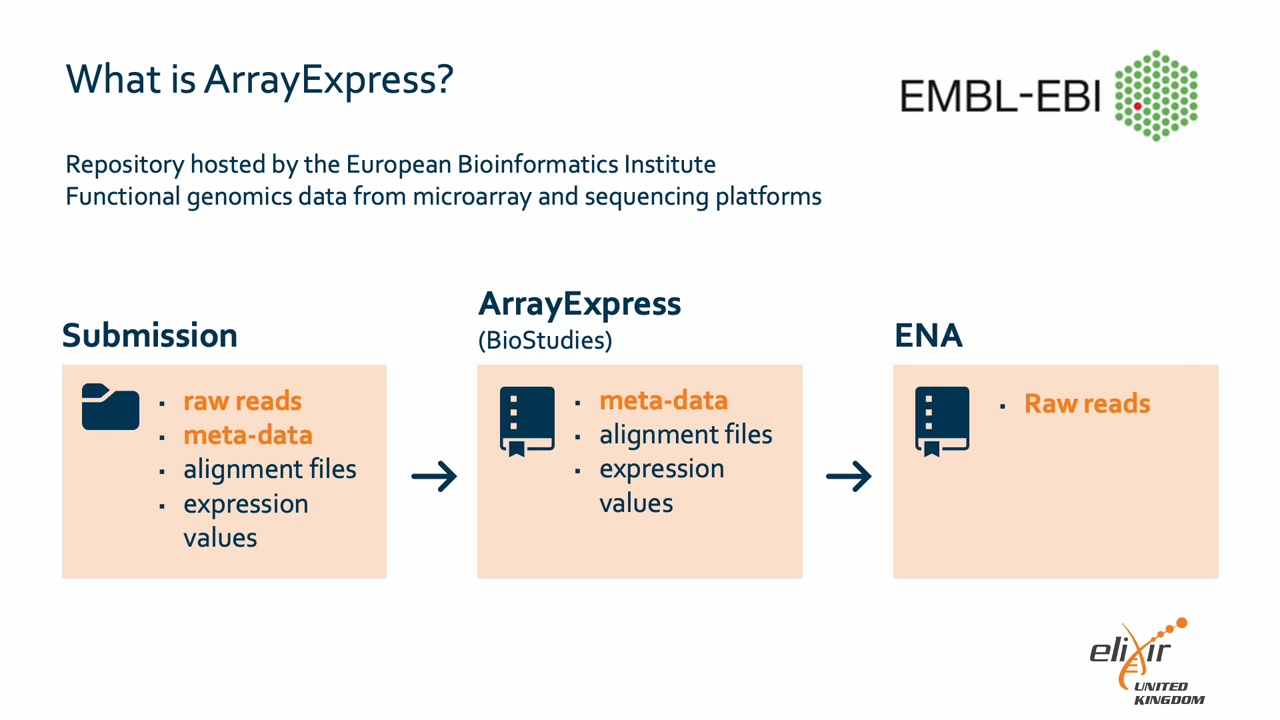 What is ArrayExpress?
EMBL-EBI
Repository hosted by the European Bioinformatics Institute
Functional genomics data from microarray and sequencing platforms
Submission
▪ raw reads
▪ meta-data
▪ alignment files
▪ expression
values
ArrayExpress
(BioStudies)
▪ meta-data
▪ alignment files
▪ expression
values
ENA
▪ Raw reads
elixir
UNITED
KINGDOM